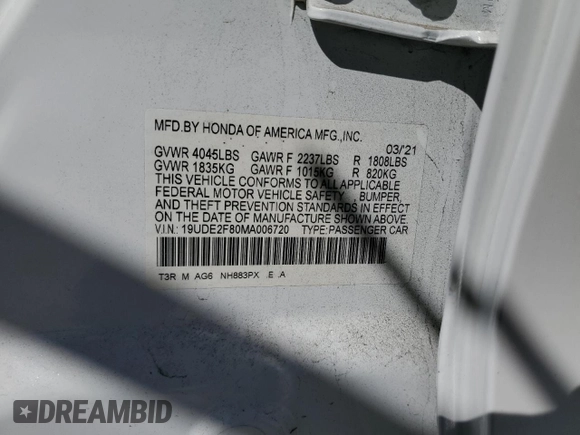 MFD.BY HONDA OF AMERICA MFG.,INC.
03/21
GVWR 4045LBS GAWR F 2237LBS R 1808LBS
GVWR 1835KG GAWR F 1015KG R 820KG
THIS VEHICLE CONFORMS TO ALL APPLICABLE
FEDERAL MOTOR VEHICLE SAFETY , BUMPER,
AND THEFT PREVENTION STANDARDS IN EFFECT
ON THE DATE OF MANUFACTURE SHOWN ABOVE.
V.I.N.: 19UDE2F80MA006720 TYPE:PASSENGER CAR
T3R M AG6 NH883PX E A
DREAMBID